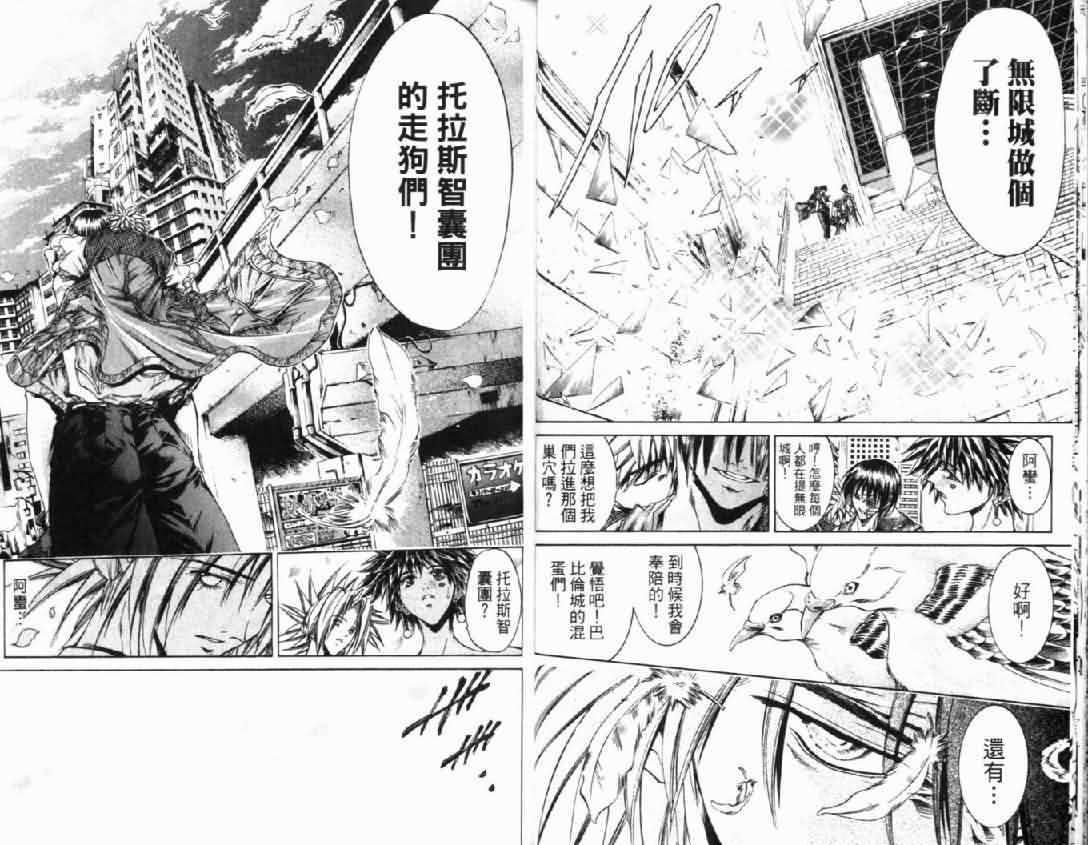 無限城做個
了斷…
阿蠻…
哼！怎麼每個
人都在提無限
城啊！
這麼想把我
們拉進那個
巢穴嗎？
好啊！
到時候我會
奉陪的！
覺悟吧！巴
比倫城的混
蛋們！
還有…
托拉斯智囊團
的走狗們！
カラオケ
托拉斯智
囊團？
阿蠻…